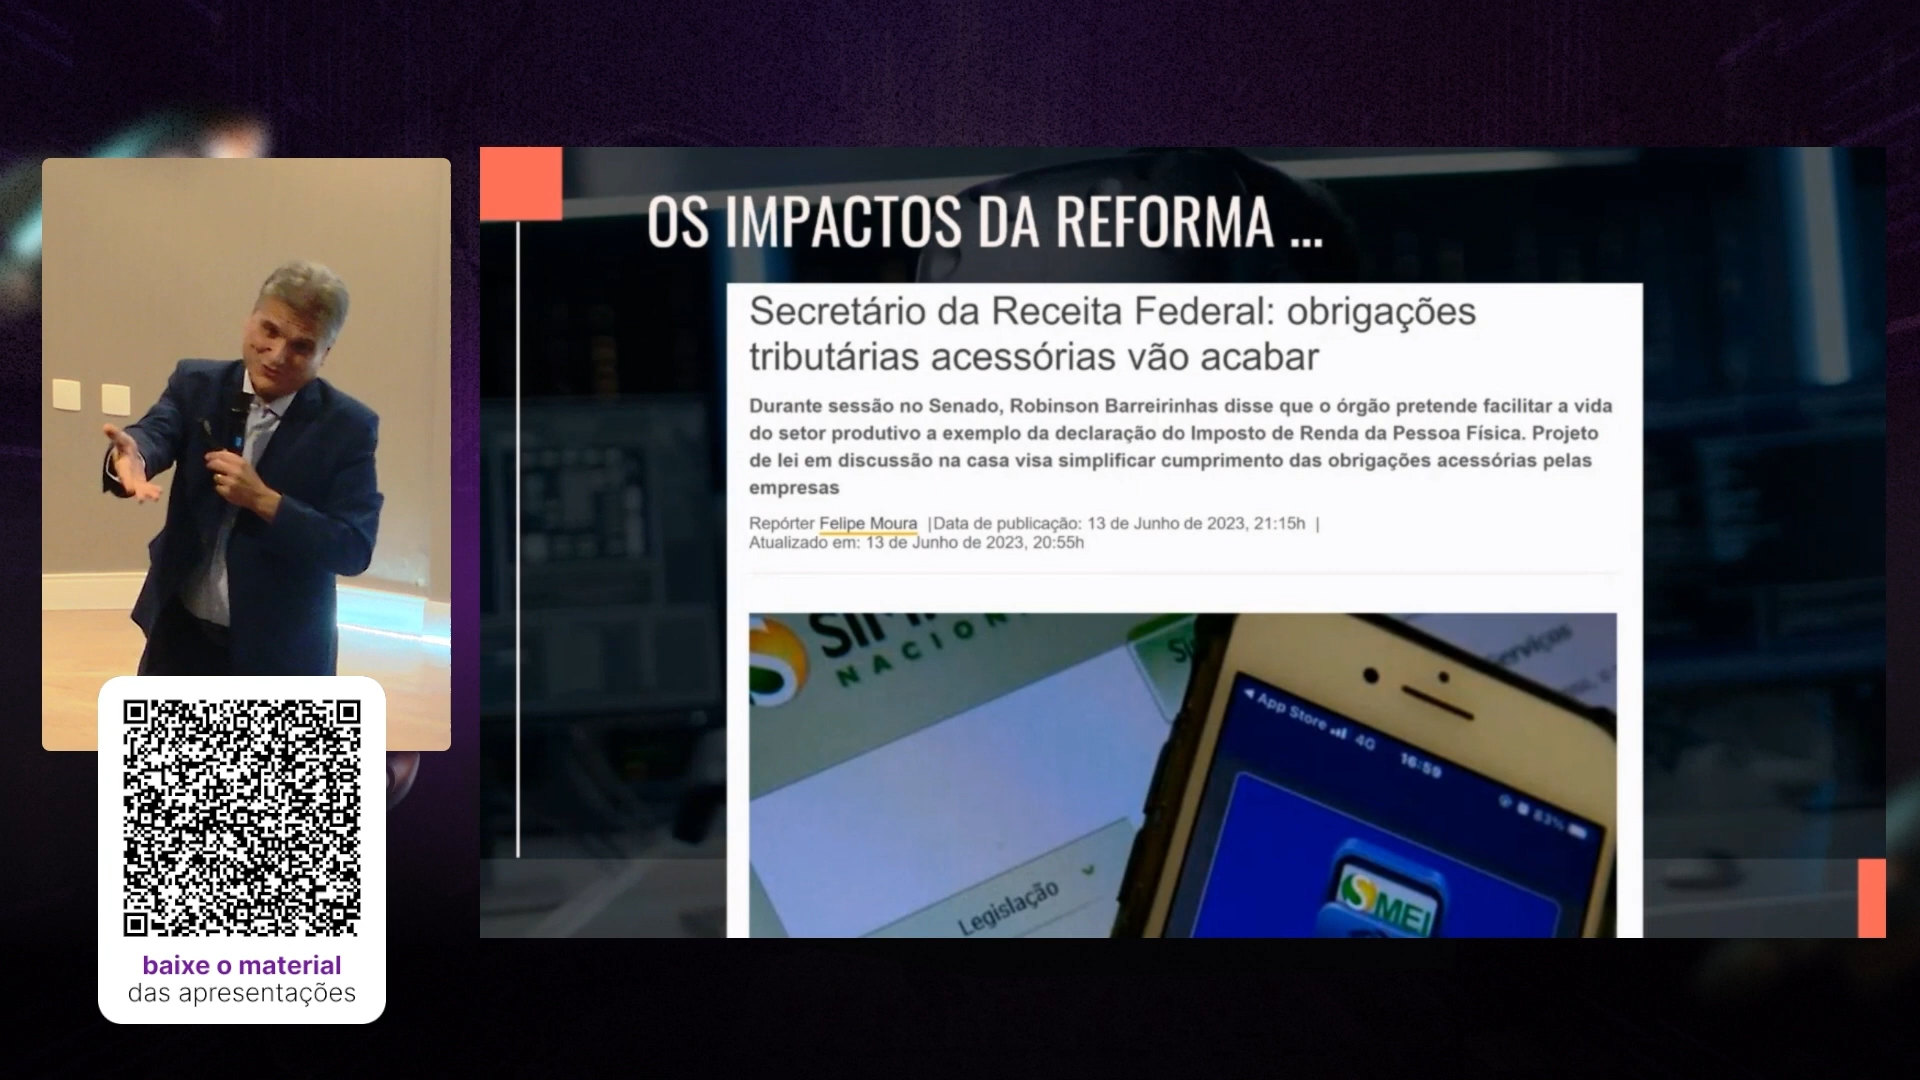 OS IMPACTOS DA REFORMA ...
Secretário da Receita Federal: obrigações
tributárias acessórias vão acabar
Durante sessão no Senado, Robinson Barreirinhas disse que o órgão pretende facilitar a vida
do setor produtivo a exemplo da declaração do Imposto de Renda da Pessoa Física. Projeto
de lei em discussão na casa visa simplificar cumprimento das obrigações acessórias pelas
empresas
Repórter Felipe Moura |Data de publicação: 13 de Junho de 2023, 21:15h |
Atualizado em: 13 de Junho de 2023, 20:55h
NACION
Serviços
App Store 4G 16:59 63%
Legislação
MEI
baixe o material
das apresentações